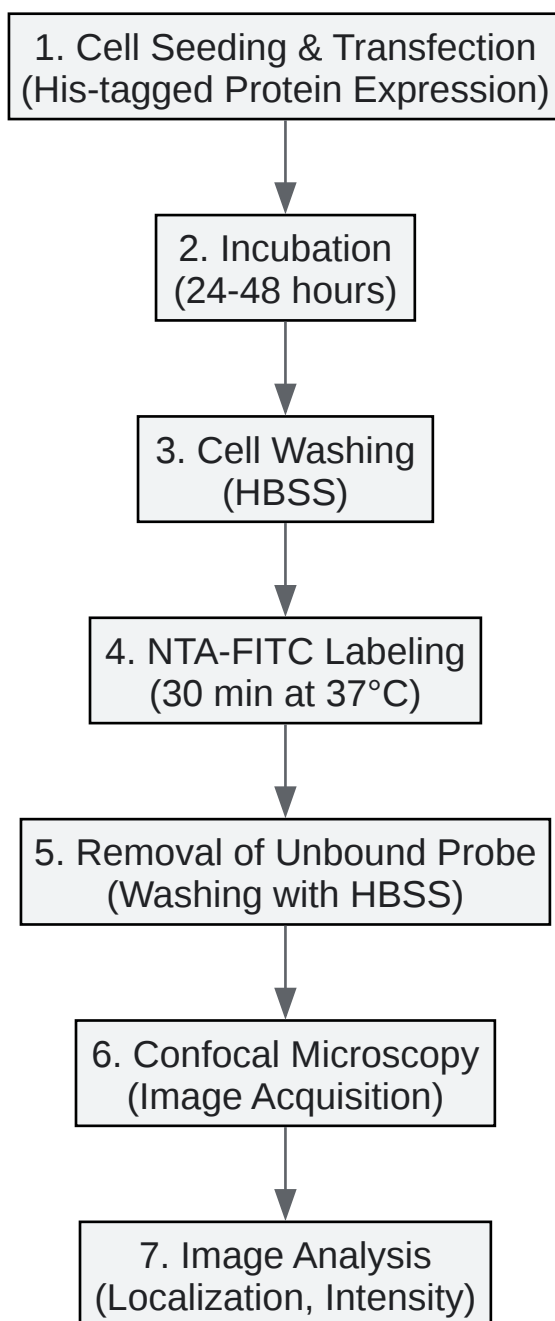 1. Cell Seeding & Transfection
(His-tagged Protein Expression)
2. Incubation
(24-48 hours)
3. Cell Washing
(HBSS)
4. NTA-FITC Labeling
(30 min at 37°C)
5. Removal of Unbound Probe
(Washing with HBSS)
6. Confocal Microscopy
(Image Acquisition)
7. Image Analysis
(Localization, Intensity)